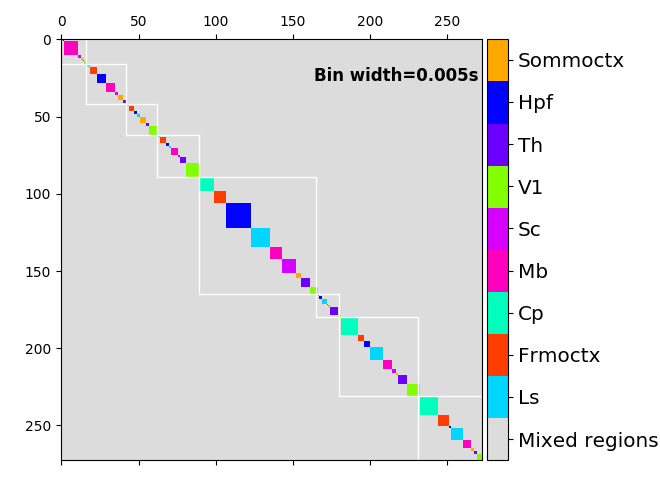 0 50 100 150 200 250
0
50
100
150
200
250
Bin width=0.005s
Sommoctx
Hpf
Th
V1
Sc
Mb
Cp
Frmoctx
Ls
Mixed regions